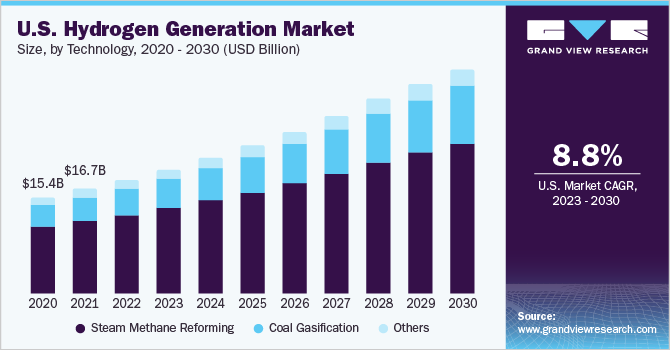 U.S. Hydrogen Generation Market
Size, by Technology, 2020 - 2030 (USD Billion)
$15.4B
$16.7B
2020 2021 2022 2023 2024 2025 2026 2027 2028 2029 2030
Steam Methane Reforming Coal Gasification Others
GRAND VIEW RESEARCH
8.8%
U.S. Market CAGR,
2023 - 2030
Source:
www.grandviewresearch.com